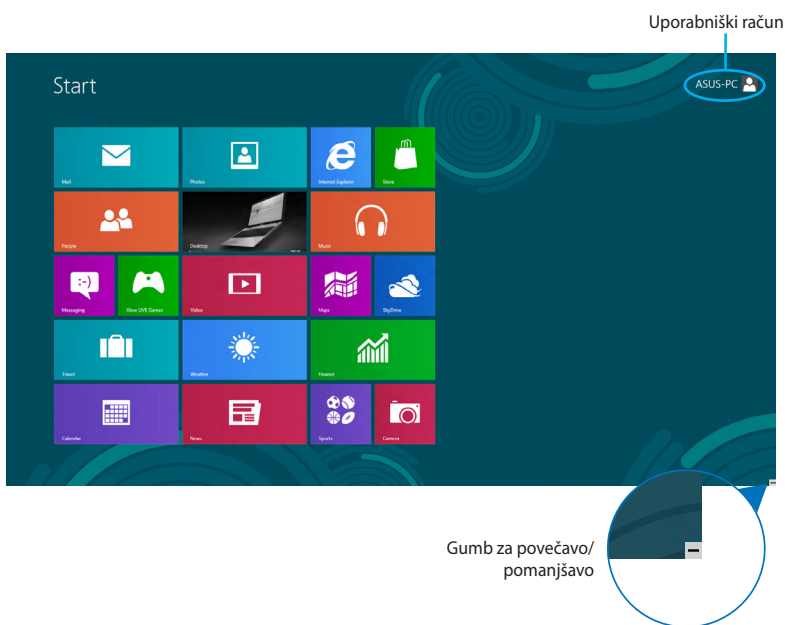 Uporabniški račun
Start
ASUS-PC
Mail
Photos
Internet Explorer
Store
People
Desktop
Music
Messaging
Xbox LIVE Games
Video
Maps
SkyDrive
Travel
Weather
Finance
Calendar
News
Sports
Camera
Gumb za povečavo/
pomanjšavo